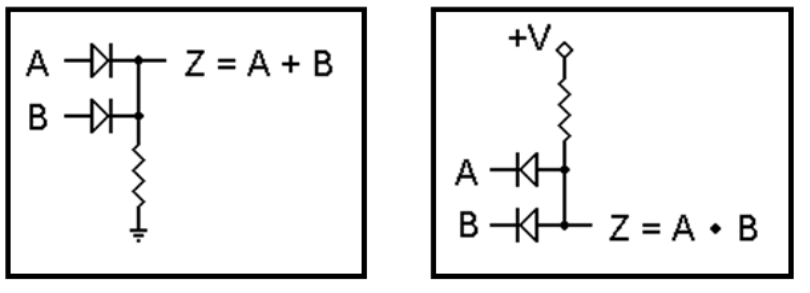 A Z = A + B
B
+V
A
B Z = A • B